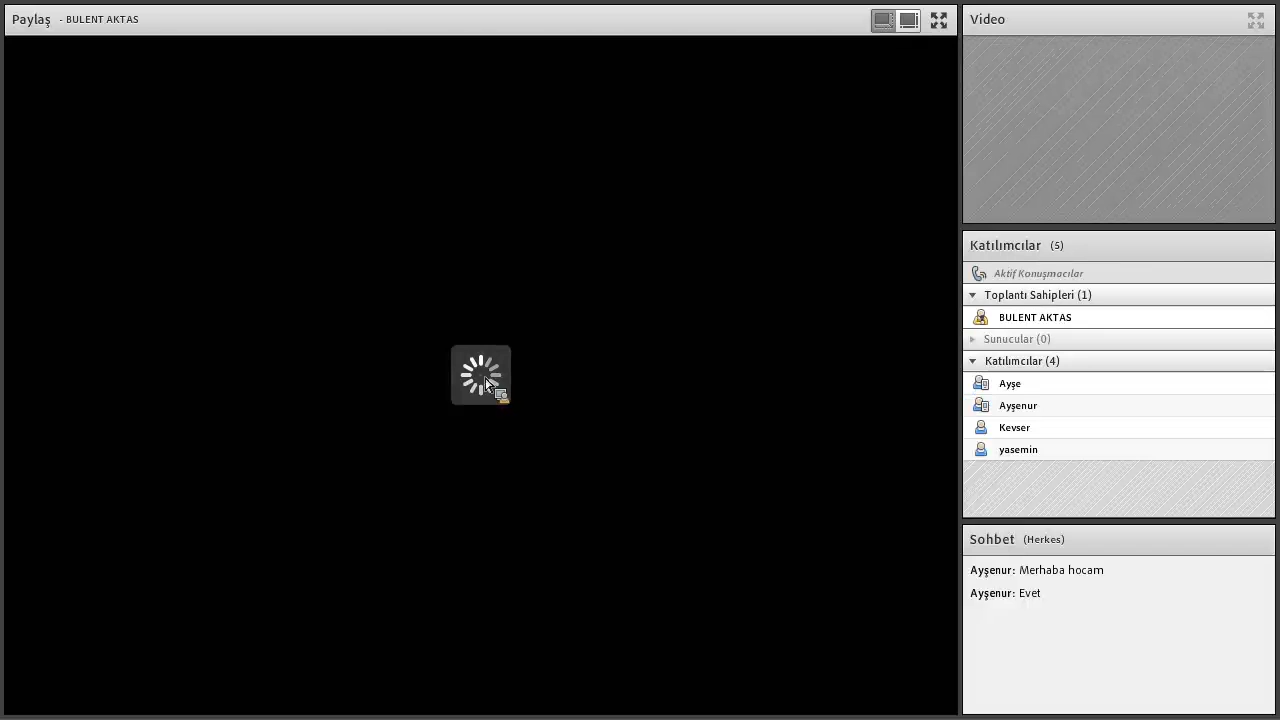 Paylaş - BULENT AKTAS
Video
Katılımcılar (5)
Aktif Konuşmacılar
Toplantı Sahipleri (1)
BULENT AKTAS
Sunucular (0)
Katılımcılar (4)
Ayşe
Ayşenur
Kevser
yasemin
Sohbet (Herkes)
Ayşenur: Merhaba hocam
Ayşenur: Evet